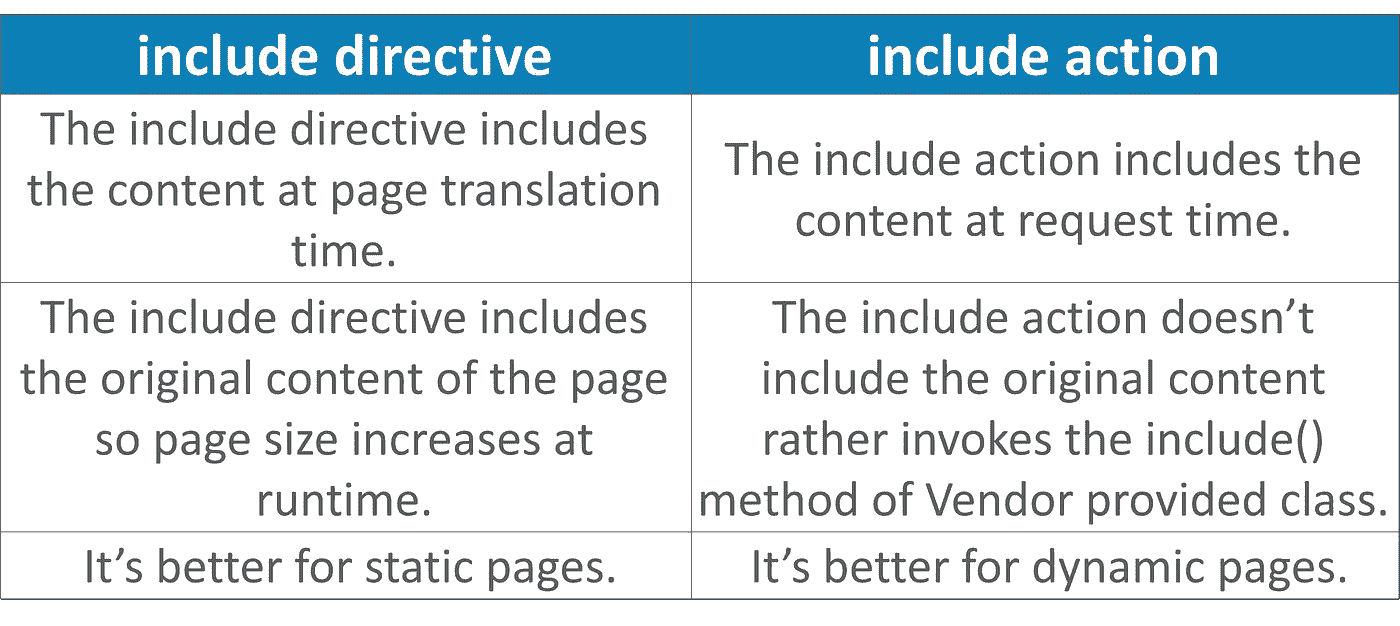 include directive
include action
The include directive includes
the content at page translation
time.
The include action includes the
content at request time.
The include directive includes
the original content of the page
so page size increases at
runtime.
The include action doesn’t
include the original content
rather invokes the include()
method of Vendor provided class.
It’s better for static pages.
It’s better for dynamic pages.